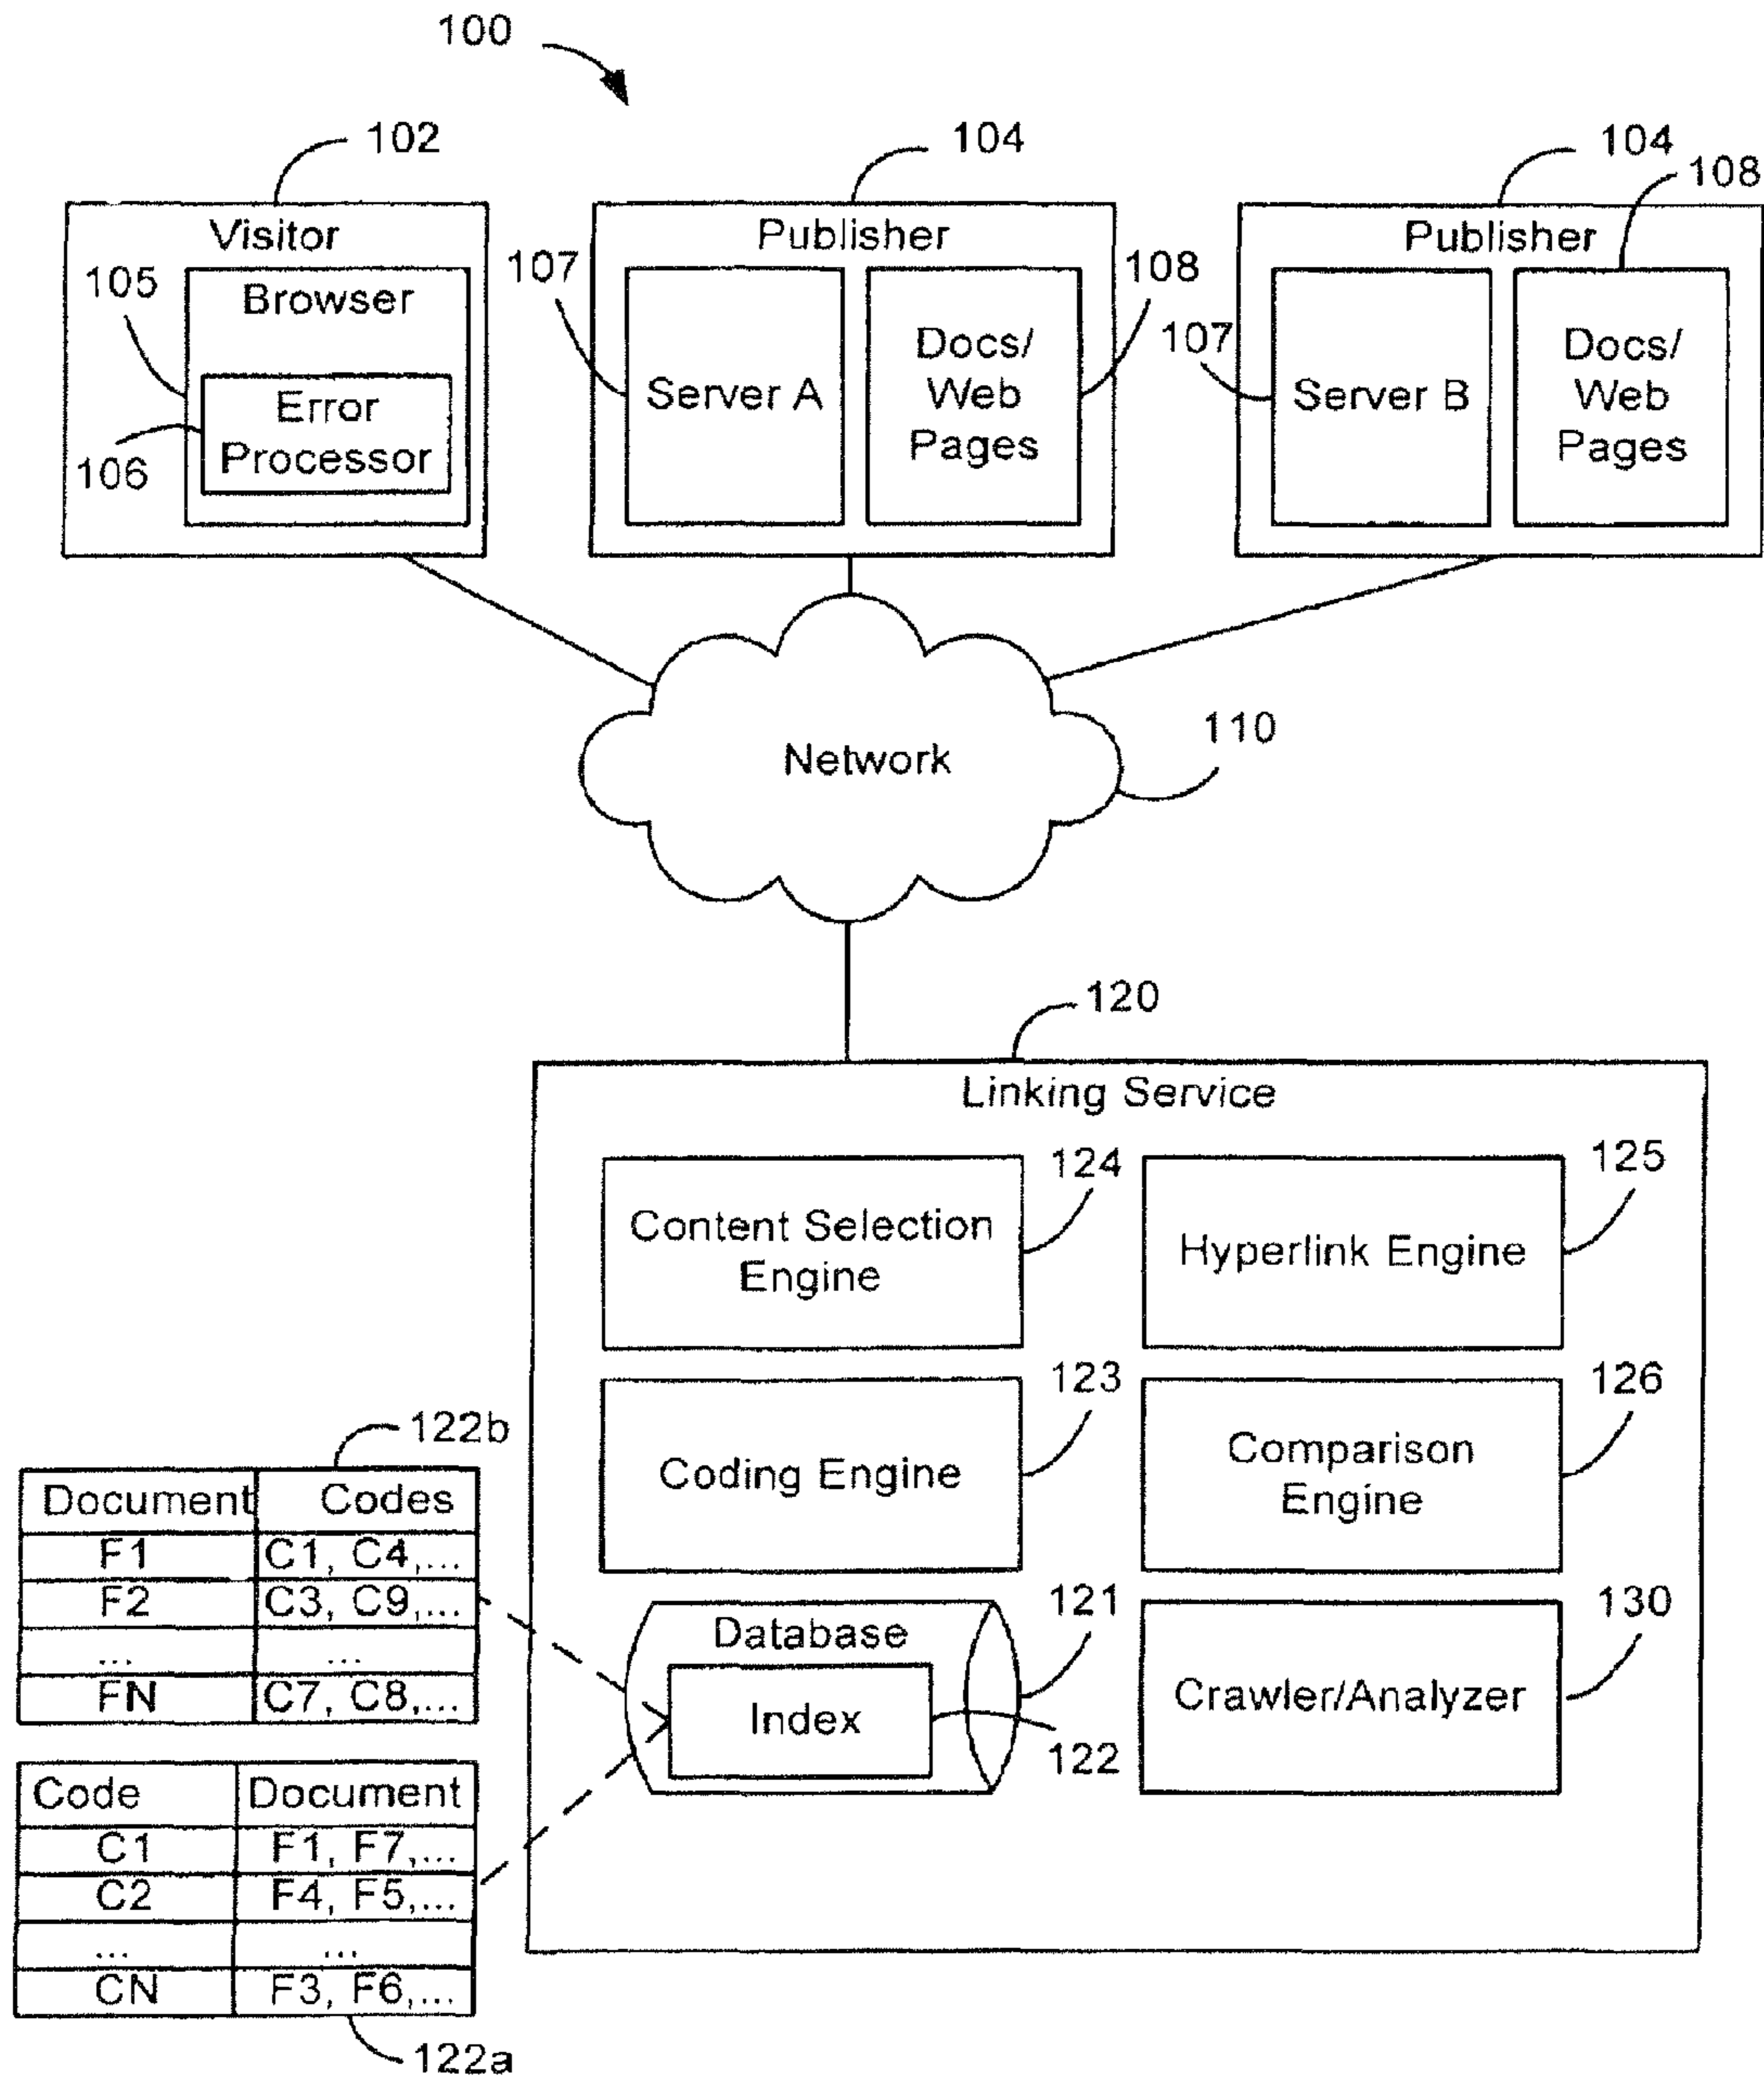 100
102
104
104
108
Visitor
Publisher
Publisher
105
107
108
107
Browser
Error
Processor
106
Server A
Docs/
Web
Pages
Server B
Docs/
Web
Pages
Network
110
120
Linking Service
Content Selection
Engine
124
Hyperlink Engine
125
Coding Engine
123
Comparison
Engine
126
Database
121
Index
122
Crawler/Analyzer
130
122b
Document Codes
F1 C1, C4,...
F2 C3, C9,...
... ...
FN C7, C8,...
Code Document
C1 F1, F7,...
C2 F4, F5,...
... ...
CN F3, F6,...
122a